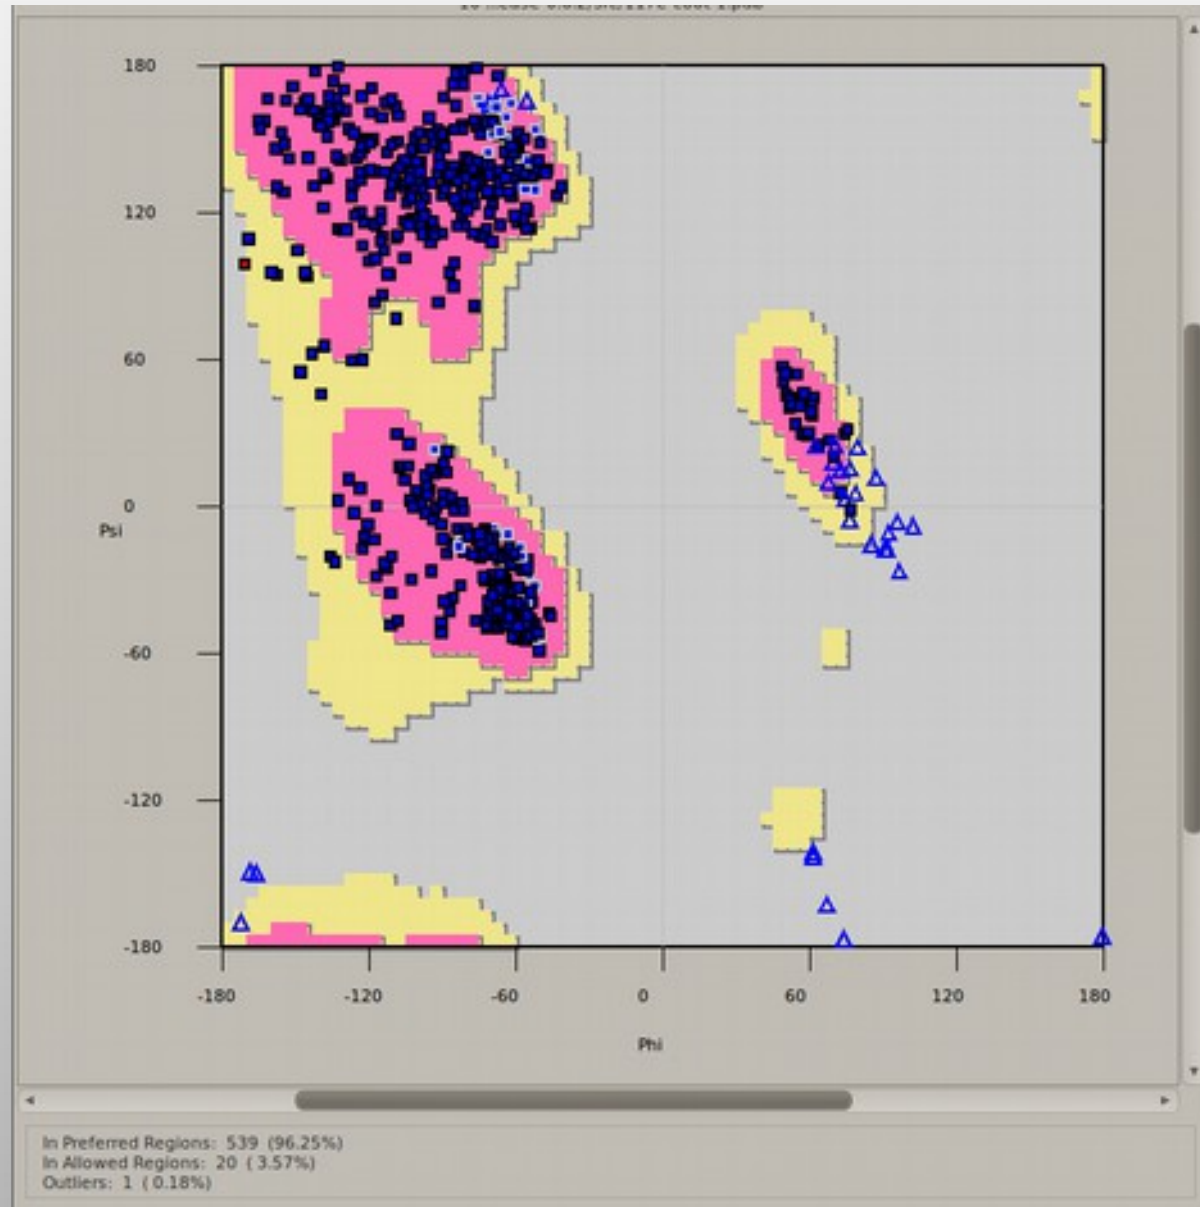 180
120
60
0
Psi
-60
-120
-180
-180 -120 -60 0 60 120 180
Phi
In Preferred Regions: 539 (96.25%)
In Allowed Regions: 20 ( 3.57%)
Outliers: 1 ( 0.18%)